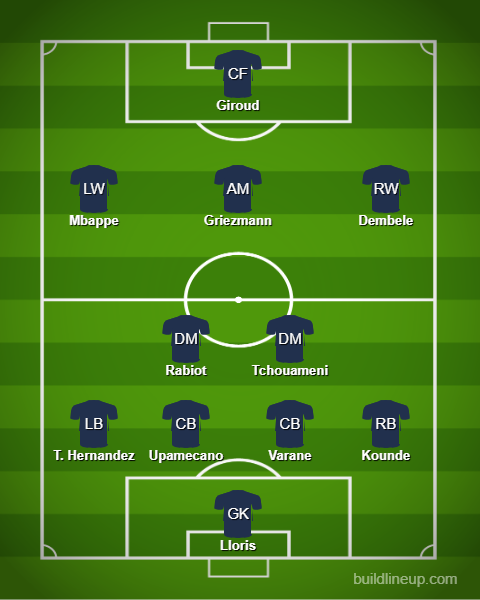 CF
Giroud
LW AM RW
Mbappe Griezmann Dembele
DM DM
Rabiot Tchouameni
LB CB CB RB
T. Hernandez Upamecano Varane Kounde
GK
Lloris
buildlineup.com